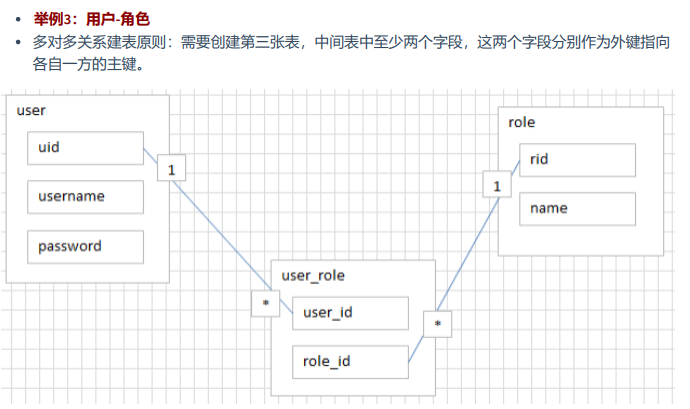 举例3：用户-角色
多对多关系建表原则：需要创建第三张表，中间表中至少两个字段，这两个字段分别作为外键指向
各自一方的主键。
user
uid
username
password
1
role
rid
name
1
user_role
user_id
role_id
*
*